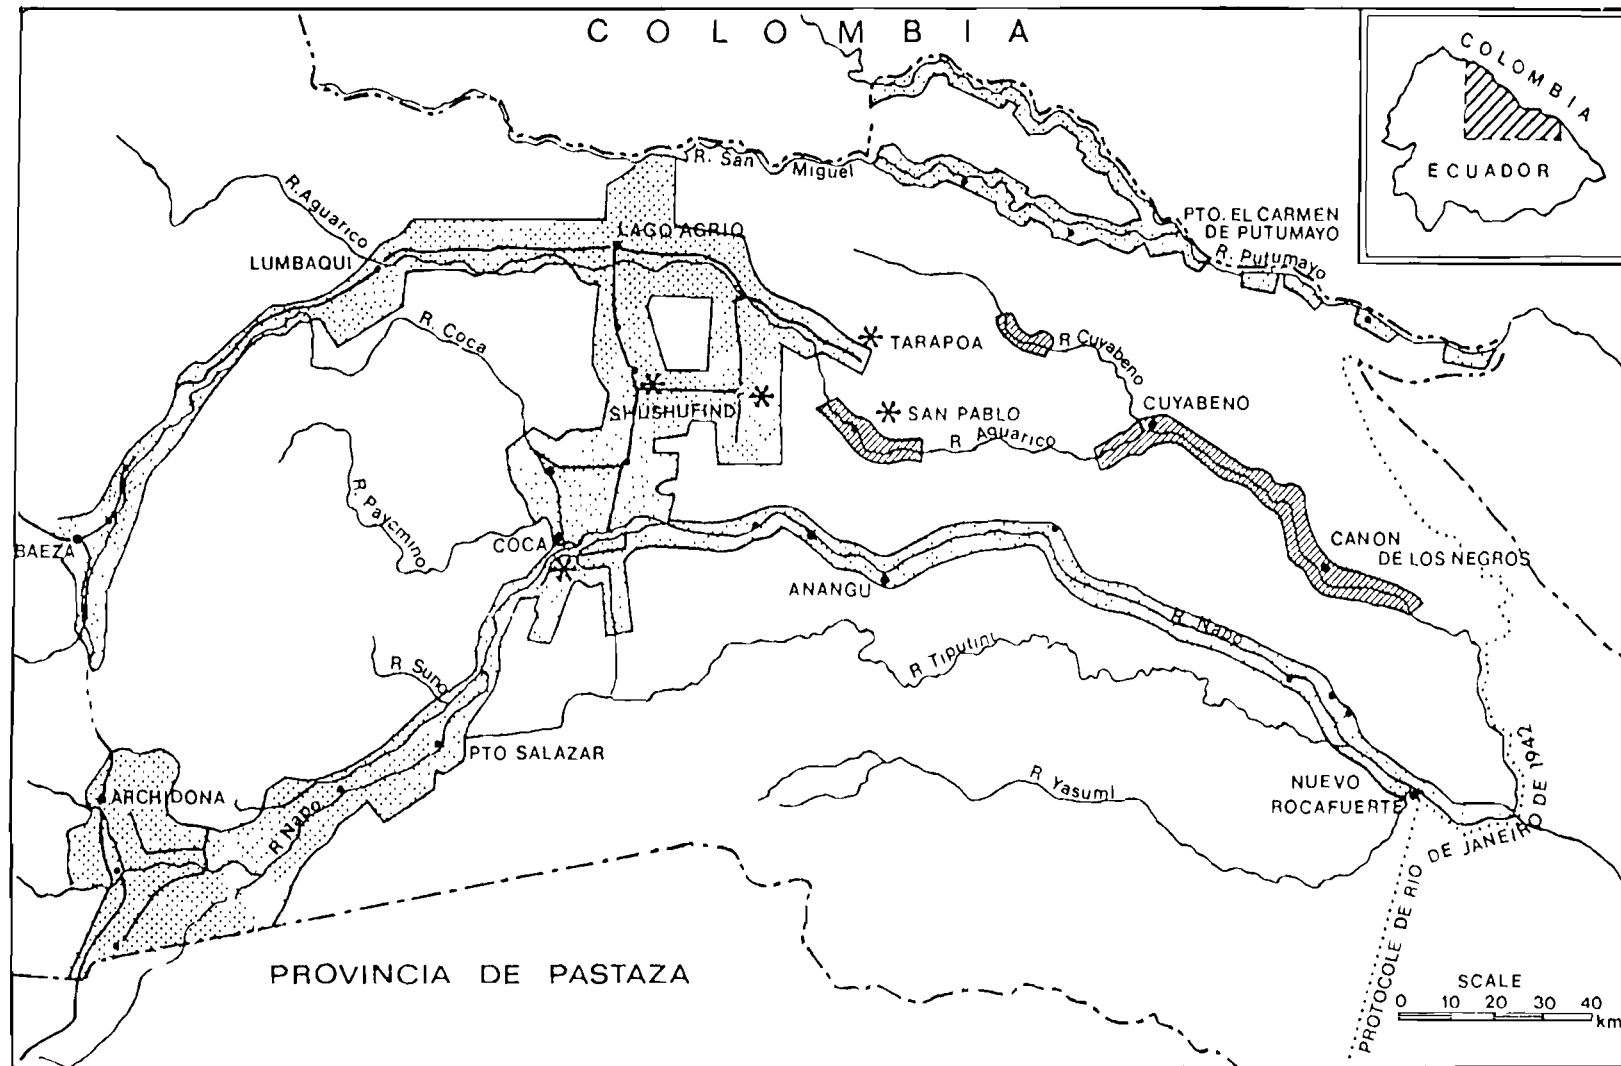 COLOMBIA
COLOMBIA
ECUADOR
R. San Miguel
R. Aguarico
PTO. EL CARMEN
DE PUTUMAYO
R. Putumayo
LAGO AGRIO
LUMBAQUI
R. Coca
TARAPOA
R Cuyabeno
SHUSHUFINDI
SAN PABLO
CUYABENO
R Aguarico
R. Payamino
BAEZA
COCA
CANON
DE LOS NEGROS
ANANGU
R. Napo
R Tiputini
R. Suno
PTO SALAZAR
ARCHIDONA
R Napo
R Yasumi
NUEVO
ROCAFUERTE
PROTOCOLE DE RIO DE JANEIRO DE 1942
PROVINCIA DE PASTAZA
SCALE
0 10 20 30 40
km